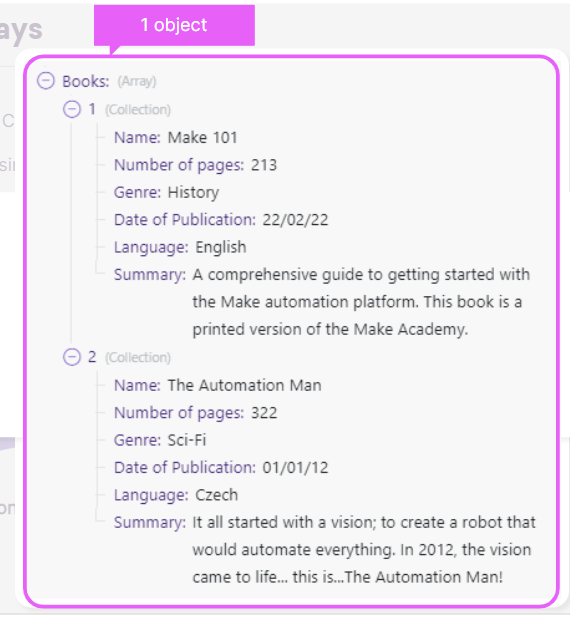 ays
1 object
Books: (Array)
1 (Collection)
Name: Make 101
Number of pages: 213
Genre: History
Date of Publication: 22/02/22
Language: English
Summary: A comprehensive guide to getting started with
the Make automation platform. This book is a
printed version of the Make Academy.
2 (Collection)
Name: The Automation Man
Number of pages: 322
Genre: Sci-Fi
Date of Publication: 01/01/12
Language: Czech
Summary: It all started with a vision; to create a robot that
would automate everything. In 2012, the vision
came to life... this is...The Automation Man!